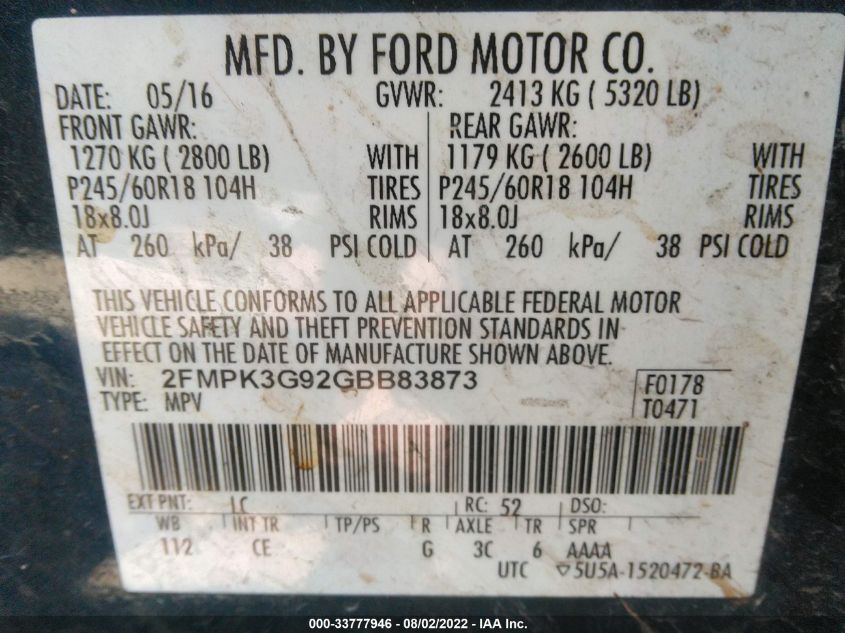 MFD. BY FORD MOTOR CO.
DATE: 05/16 GVWR: 2413 KG ( 5320 LB)
FRONT GAWR: REAR GAWR:
1270 KG ( 2800 LB) WITH 1179 KG ( 2600 LB) WITH
P245/60R18 104H TIRES P245/60R18 104H TIRES
18x8.0J RIMS 18x8.0J RIMS
AT 260 kPa/ 38 PSI COLD AT 260 kPa/ 38 PSI COLD
THIS VEHICLE CONFORMS TO ALL APPLICABLE FEDERAL MOTOR
VEHICLE SAFETY AND THEFT PREVENTION STANDARDS IN
EFFECT ON THE DATE OF MANUFACTURE SHOWN ABOVE.
VIN: 2FMPK3G92GBB83873 F0178
TYPE: MPV T0471
EXT PNT: LC RC: 52 DSO:
WB INT TR TP/PS R AXLE TR SPR
112 CE G 3C 6 AAAA
UTC ▽5U5A-1520472-BA
000-33777946 - 08/02/2022 - IAA Inc.